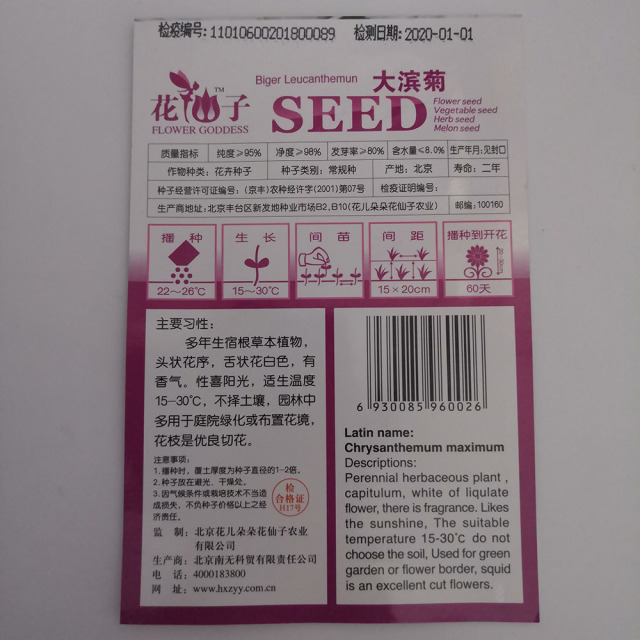 检疫编号:11010600201800089 检测日期:2020-01-01
花仙子™
FLOWER GODDESS
Biger Leucanthemun 大滨菊
SEED
Flower seed
Vegetable seed
Herb seed
Melon seed
质量指标 纯度≥95% 净度≥98% 发芽率≥80% 含水量≤8.0% 生产年月:见封口
作物种类:花卉种子 种子类别:常规种 产地:北京 寿命:二年
种子经营许可证编号:(京丰)农种经许字(2001)第07号 检疫证明编号:
生产商地址:北京丰台区新发地种业市场B2,B10(花儿朵朵花仙子农业) 邮编:100160
播种 生长 间苗 间距 播种到开花
20-30cm
22～26℃ 15～30℃ 15×20cm 60天
主要习性:
多年生宿根草本植物,
头状花序,舌状花白色,有
香气。性喜阳光,适生温度
15-30℃,不择土壤,园林中
多用于庭院绿化或布置花境,
花枝是优良切花。
注意事项:
1.播种时,覆土厚度为种子直径的1-2倍。
2.种子放在避光、干燥处。
3.因气候条件或栽培技术不当造
成损失,不负种子价格以上之经
济责任。
检
合格证
H17号
监 制:北京花儿朵朵花仙子农业
有限公司
生产商:北京南无科贸有限责任公司
电 话:4000183800
网 址:www.hxzyy.com.cn
6 930085 960026
Latin name:
Chrysanthemum maximum
Descriptions:
Perennial herbaceous plant ,
capitulum, white of liqulate
flower, there is fragrance. Likes
the sunshine, The suitable
temperature 15-30℃ do not
choose the soil, Used for green
garden or flower border, squid
is an excellent cut flowers.